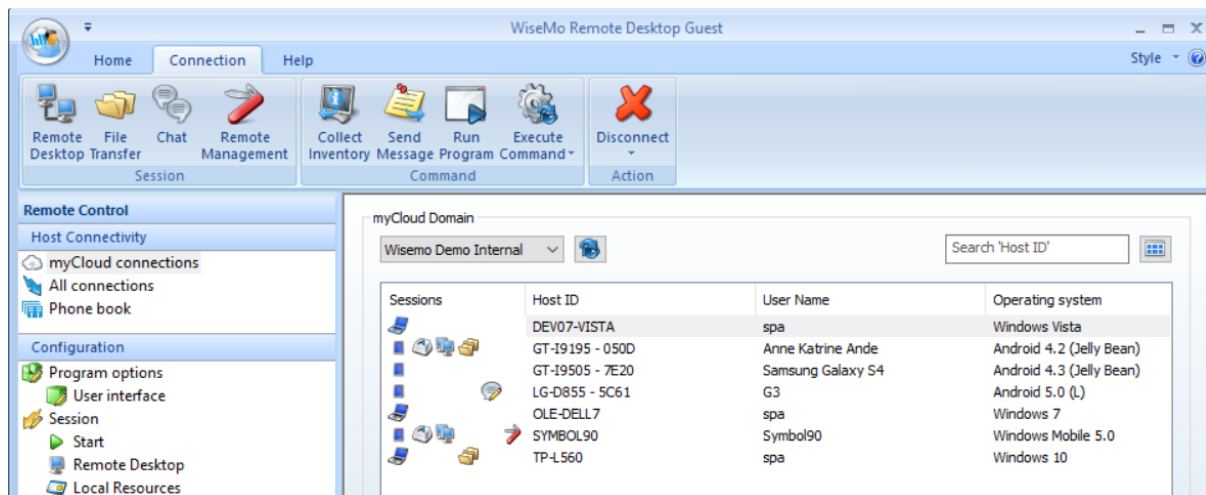 WiseMo Remote Desktop Guest
Home Connection Help Style
Remote Desktop File Transfer Chat Remote Management Collect Inventory Send Message Run Program Execute Command Disconnect
Session Command Action
Remote Control
Host Connectivity
myCloud connections
All connections
Phone book
Configuration
Program options
User interface
Session
Start
Remote Desktop
Local Resources
myCloud Domain
Wisemo Demo Internal Search 'Host ID'
Sessions Host ID User Name Operating system
DEV07-VISTA spa Windows Vista
GT-I9195 - 050D Anne Katrine Ande Android 4.2 (Jelly Bean)
GT-I9505 - 7E20 Samsung Galaxy S4 Android 4.3 (Jelly Bean)
LG-D855 - 5C61 G3 Android 5.0 (L)
OLE-DELL7 spa Windows 7
SYMBOL90 Symbol90 Windows Mobile 5.0
TP-L560 spa Windows 10